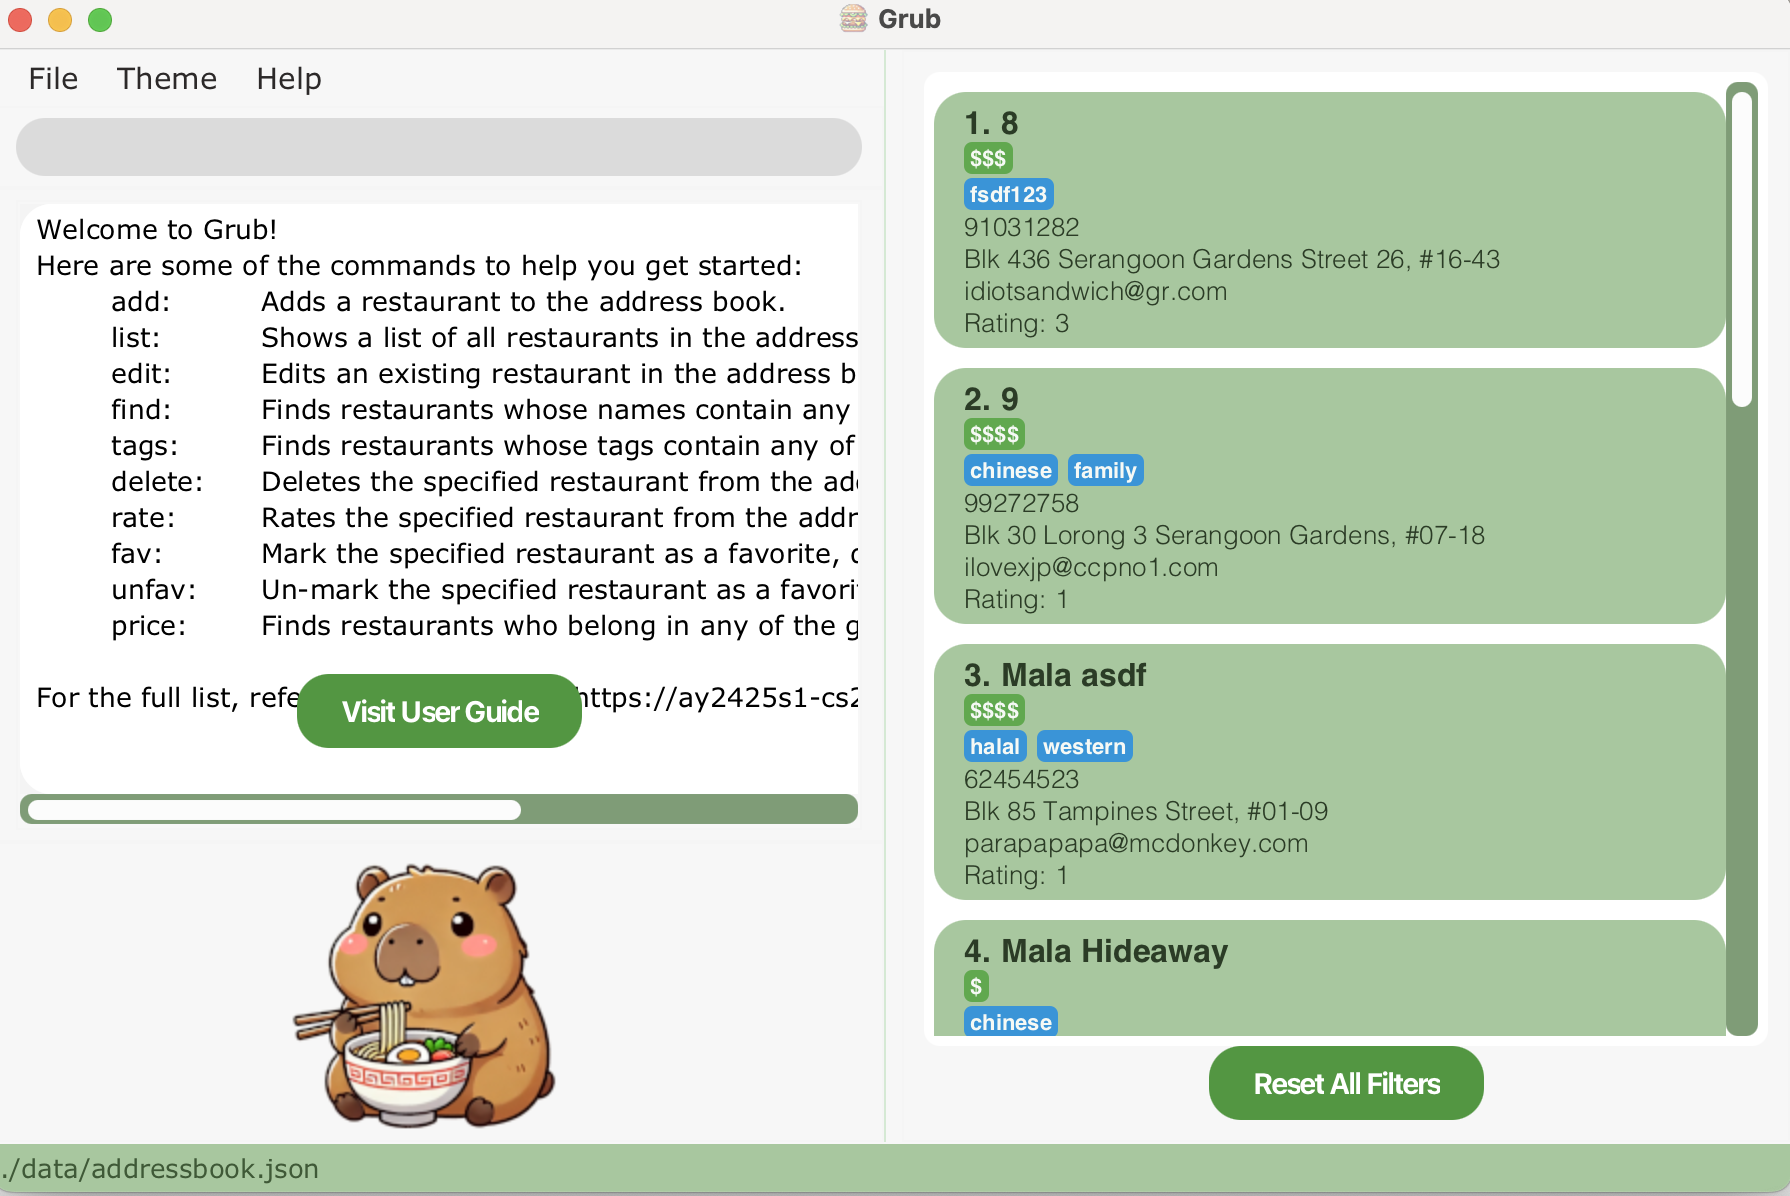 Grub
File Theme Help
Welcome to Grub!
Here are some of the commands to help you get started:
add: Adds a restaurant to the address book.
list: Shows a list of all restaurants in the address
edit: Edits an existing restaurant in the address b
find: Finds restaurants whose names contain any
tags: Finds restaurants whose tags contain any of
delete: Deletes the specified restaurant from the
rate: Rates the specified restaurant from the
fav: Mark the specified restaurant as a favorite,
unfav: Un-mark the specified restaurant as a
price: Finds restaurants who belong in any of the g
For the full list, https://ay2425s1-cs2
Visit User Guide
1. 8
$$$
fsdf123
91031282
Blk 436 Serangoon Gardens Street 26, #16-43
idiotsandwich@gr.com
Rating: 3
2. 9
$$$$
chinese family
99272758
Blk 30 Lorong 3 Serangoon Gardens, #07-18
ilovexjp@ccpno1.com
Rating: 1
3. Mala asdf
$$$$
halal western
62454523
Blk 85 Tampines Street, #01-09
parapapapa@mcdonkey.com
Rating: 1
4. Mala Hideaway
$
chinese
Reset All Filters
./data/addressbook.json